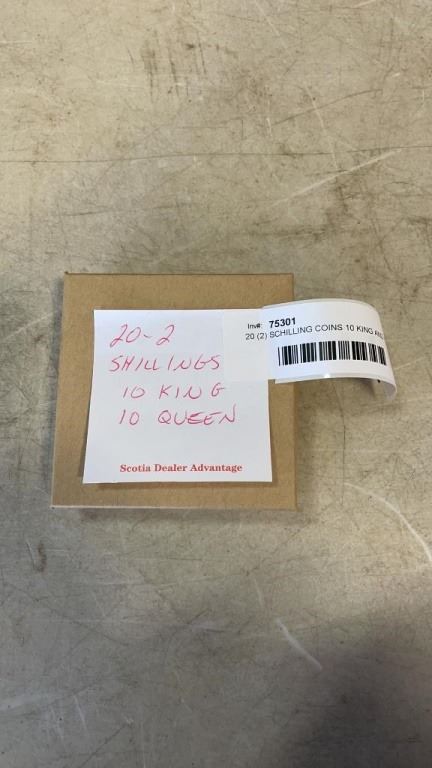 20-2
SHILLINGS
10 KING
10 QUEEN
Scotia Dealer Advantage
Inv#: 75301
20 (2) SCHILLING COINS 10 KING